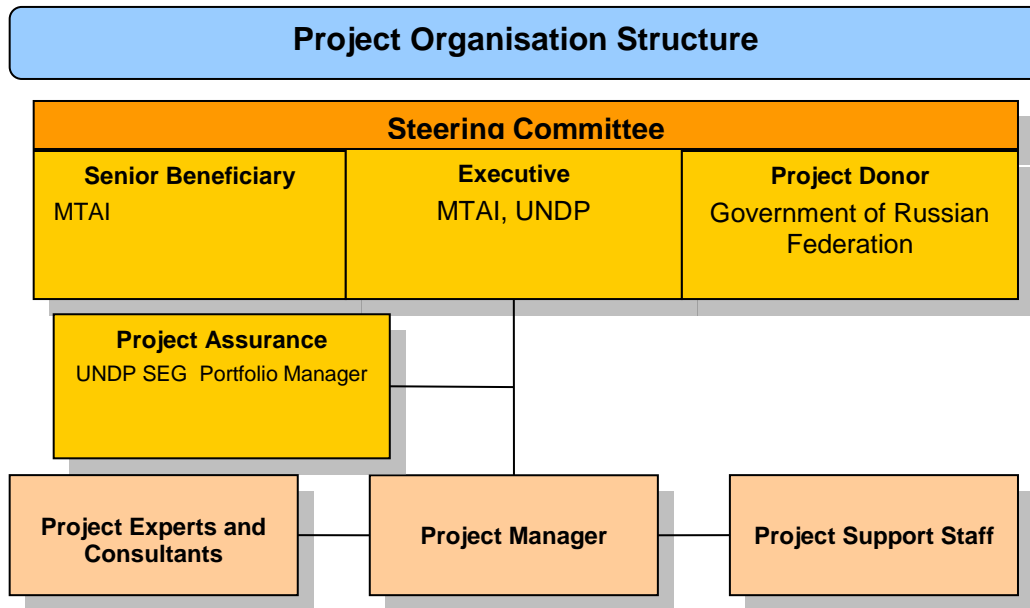 Project Organisation Structure
Steering Committee
Senior Beneficiary
MTAI
Executive
MTAI, UNDP
Project Donor
Government of Russian
Federation
Project Assurance
UNDP SEG Portfolio Manager
Project Experts and
Consultants
Project Manager
Project Support Staff